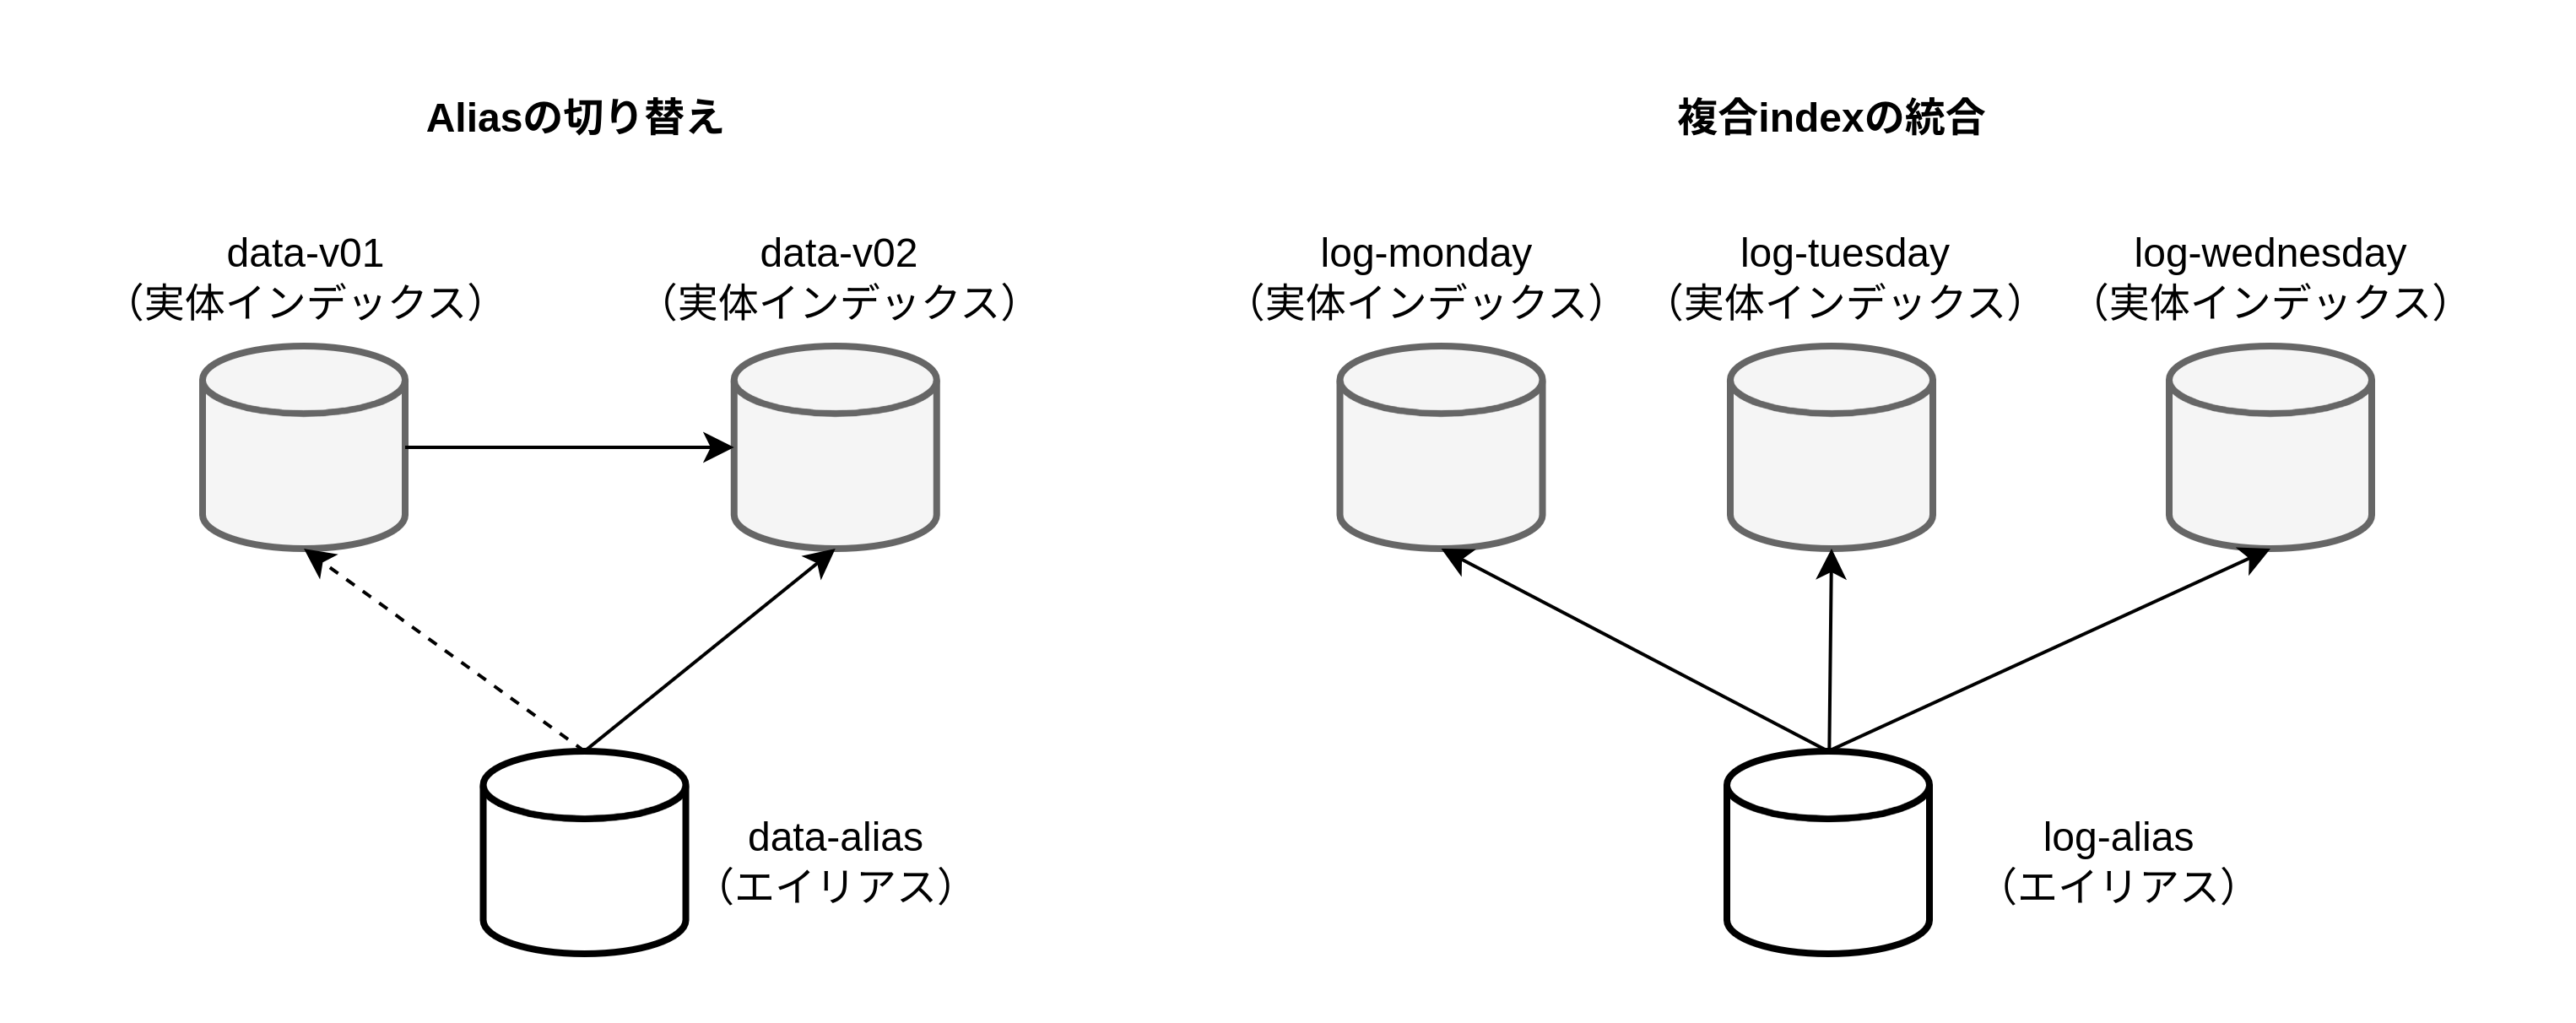 Aliasの切り替え
data-v01
（実体インデックス）
data-v02
（実体インデックス）
data-alias
（エイリアス）
複合indexの統合
log-monday
（実体インデックス）
log-tuesday
（実体インデックス）
log-wednesday
（実体インデックス）
log-alias
（エイリアス）